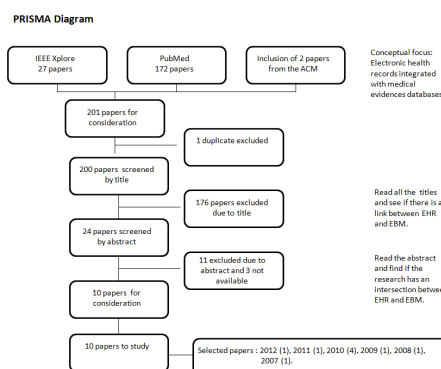 PRISMA Diagram
IEEE Xplore
27 papers
PubMed
172 papers
Inclusion of 2 papers
from the ACM
Conceptual focus:
Electronic health
records integrated
with medical
evidences databases
201 papers for
consideration
1 duplicate excluded
200 papers screened
by title
176 papers excluded
due to title
Read all the titles
and see if there is a
link between EHR
and EBM.
24 papers screened
by abstract
11 excluded due to
abstract and 3 not
available
Read the abstract
and find if the
research has an
intersection betwee
EHR and EBM.
10 papers for
consideration
10 papers to study
Selected papers : 2012 (1), 2011 (1), 2010 (4), 2009 (1), 2008 (1),
2007 (1).